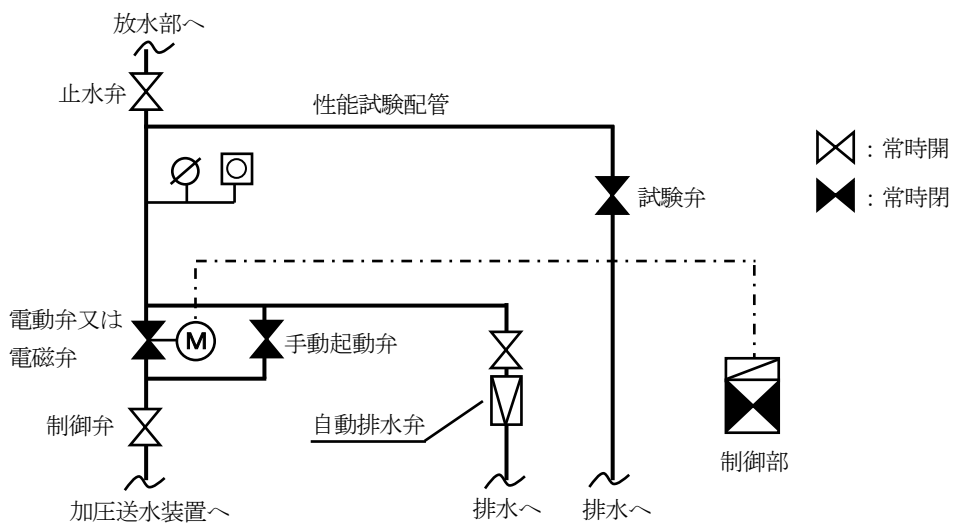 放水部へ
止水弁
性能試験配管
：常時開
：常時閉
試験弁
電動弁又は
電磁弁
M
手動起動弁
制御弁
自動排水弁
制御部
加圧送水装置へ
排水へ
排水へ